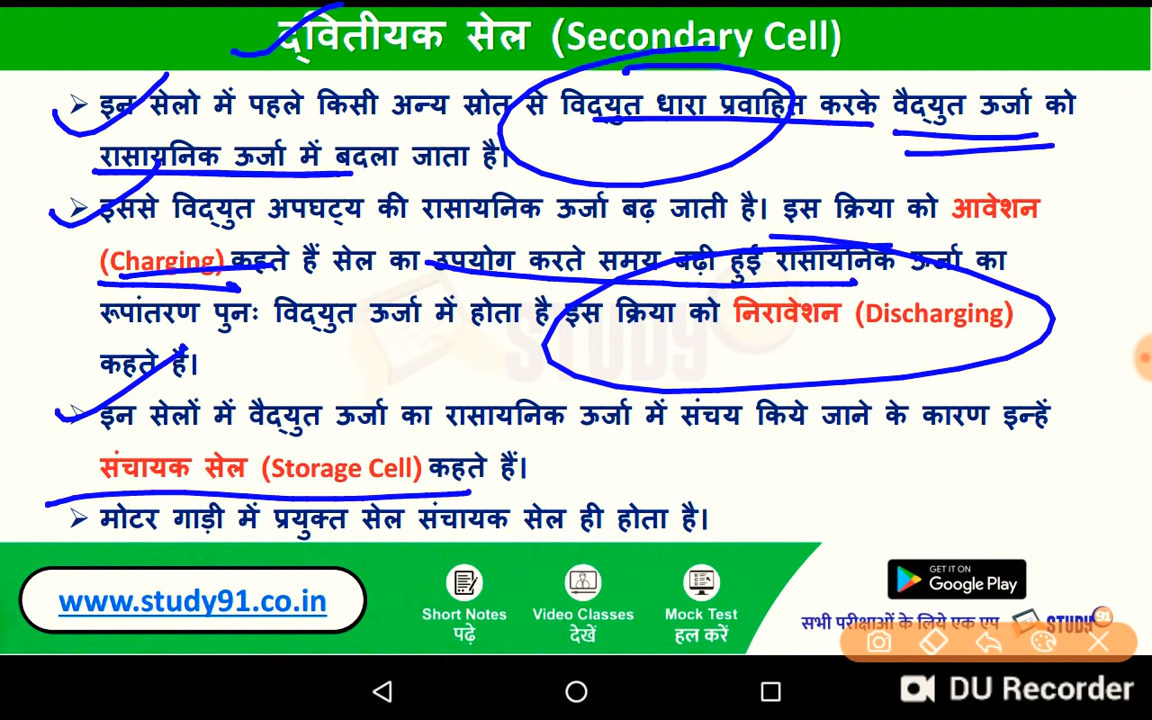 द्वितीयक सेल (Secondary Cell)
➢ इन सेलो में पहले किसी अन्य स्रोत से विद्युत धारा प्रवाहित करके वैद्युत ऊर्जा को
रासायनिक ऊर्जा में बदला जाता है।
➢ इससे विद्युत अपघट्य की रासायनिक ऊर्जा बढ़ जाती है। इस क्रिया को आवेशन
(Charging) कहते हैं सेल का उपयोग करते समय बढ़ी हुई रासायनिक ऊर्जा का
रूपांतरण पुनः विद्युत ऊर्जा में होता है इस क्रिया को निरावेशन (Discharging)
कहते हैं।
➢ इन सेलों में वैद्युत ऊर्जा का रासायनिक ऊर्जा में संचय किये जाने के कारण इन्हें
संचायक सेल (Storage Cell) कहते हैं।
➢ मोटर गाड़ी में प्रयुक्त सेल संचायक सेल ही होता है।
www.study91.co.in
Short Notes
पढ़े
Video Classes
देखें
Mock Test
हल करें
GET IT ON
Google Play
सभी परीक्षाओं के लिये एक एप
STUDY 91
DU Recorder